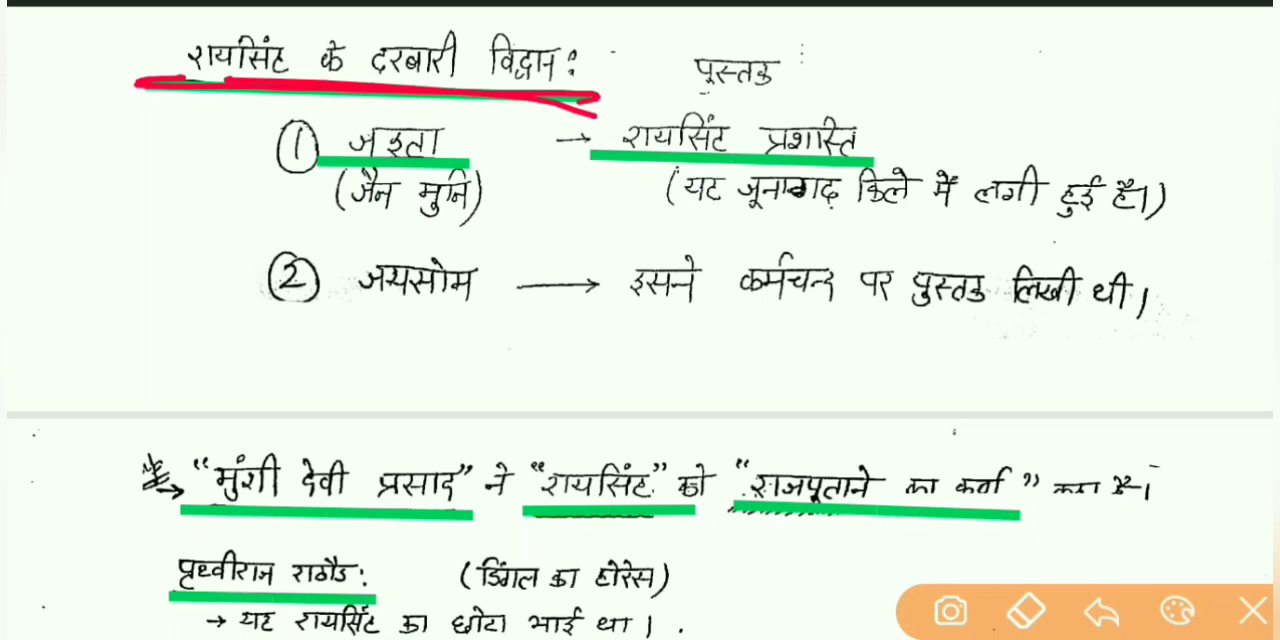 रायसिंह के दरबारी विद्वान: पुस्तक
① जइता → रायसिंह प्रशस्ति
(जैन मुनि) (यह जूनागढ़ किले में लगी हुई है।)
② जयसोम → इसने कर्मचन्द पर पुस्तक लिखी थी।
* → "मुंशी देवी प्रसाद" ने "रायसिंह" को "राजपूताने का कर्ण" कहा है।
पृथ्वीराज राठौड: (डिंगल का होरेस)
→ यह रायसिंह का छोटा भाई था।